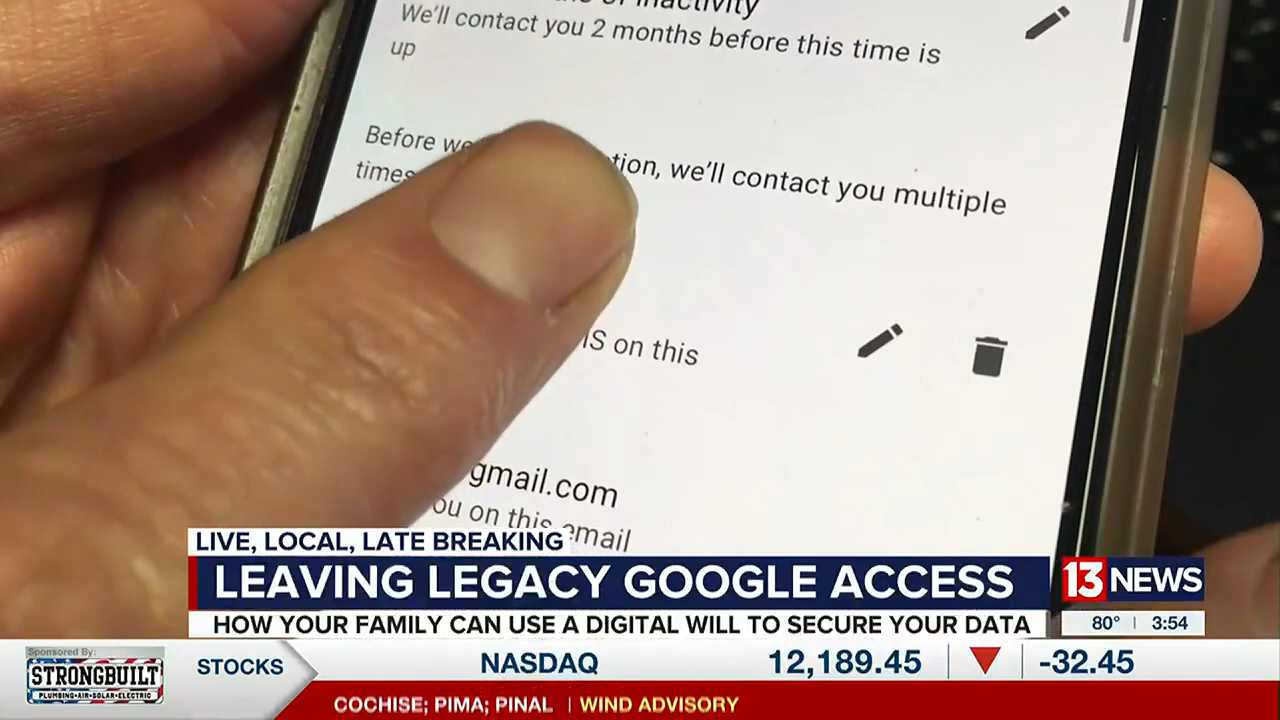 of inactivity
We'll contact you 2 months before this time is
up
Before we tion, we'll contact you multiple
times
on this
gmail.com
ou on this email
LIVE, LOCAL, LATE BREAKING
LEAVING LEGACY GOOGLE ACCESS
13 NEWS
HOW YOUR FAMILY CAN USE A DIGITAL WILL TO SECURE YOUR DATA
80° | 3:54
Sponsored By:
STRONGBUILT
PLUMBING•AIR•SOLAR•ELECTRIC
STOCKS
NASDAQ
12,189.45
-32.45
COCHISE; PIMA; PINAL | WIND ADVISORY